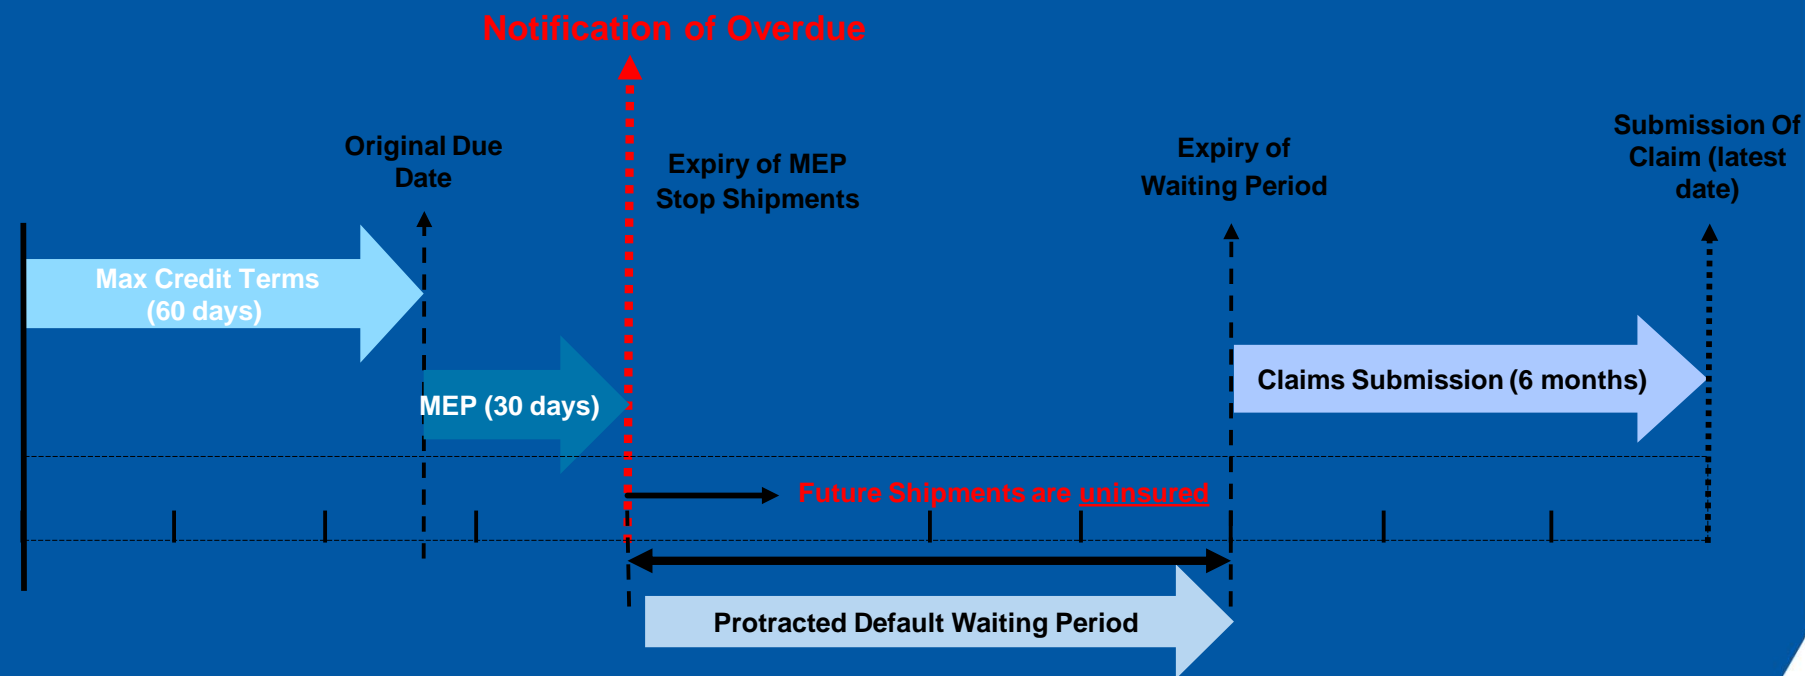 Notification of Overdue
Original Due
Date
Expiry of MEP
Stop Shipments
Expiry of
Waiting Period
Submission Of
Claim (latest
date)
Max Credit Terms
(60 days)
MEP (30 days)
Claims Submission (6 months)
Future Shipments are uninsured
Protracted Default Waiting Period